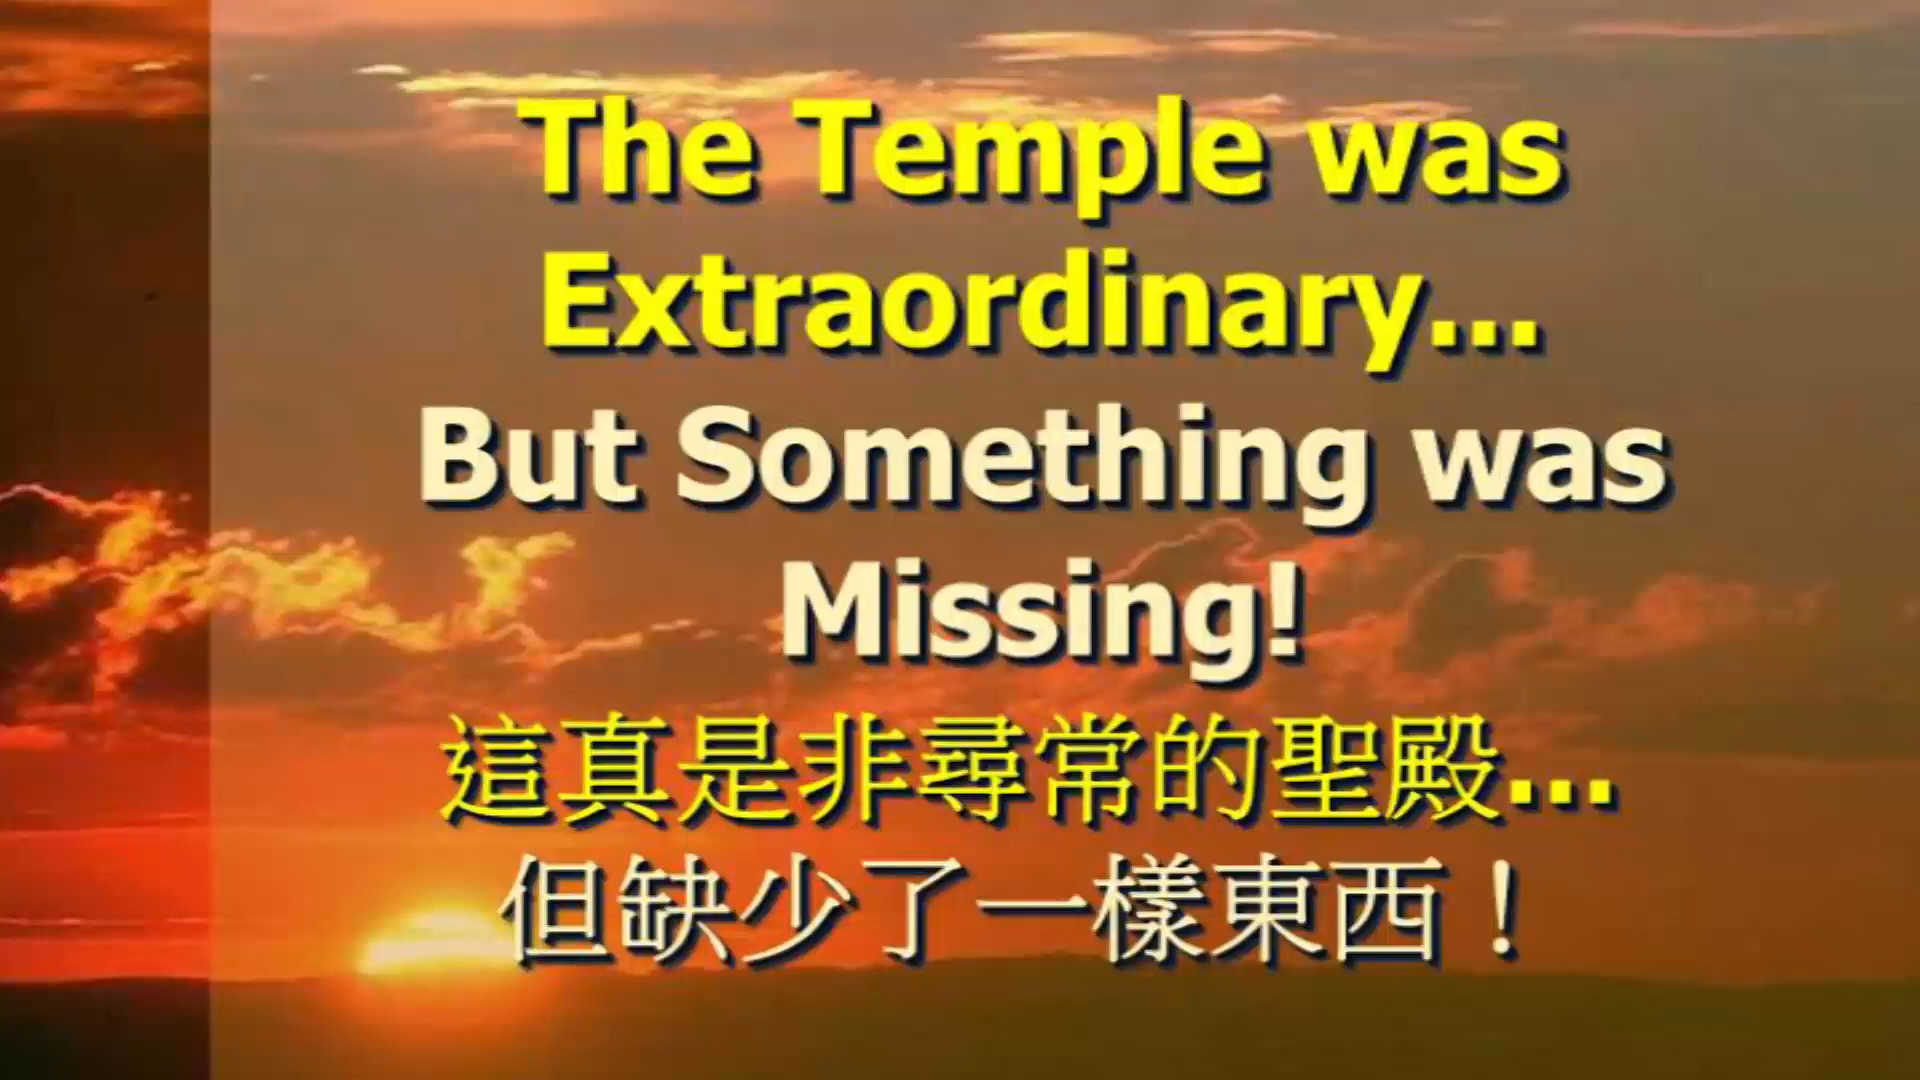 The Temple was
Extraordinary...
But Something was
Missing!
這真是非尋常的聖殿...
但缺少了一樣東西！